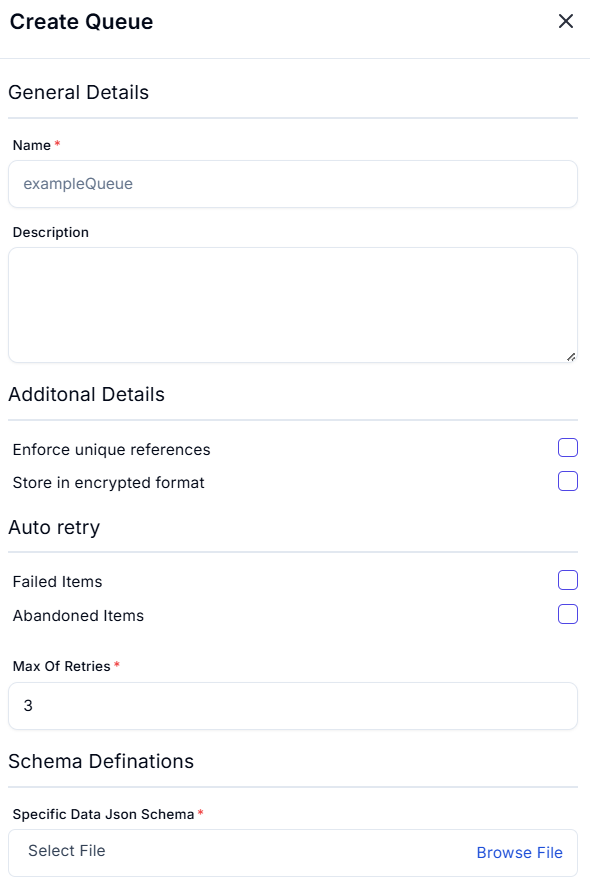 Create Queue
General Details
Name *
exampleQueue
Description
Additonal Details
Enforce unique references
Store in encrypted format
Auto retry
Failed Items
Abandoned Items
Max Of Retries *
3
Schema Definations
Specific Data Json Schema *
Select File Browse File